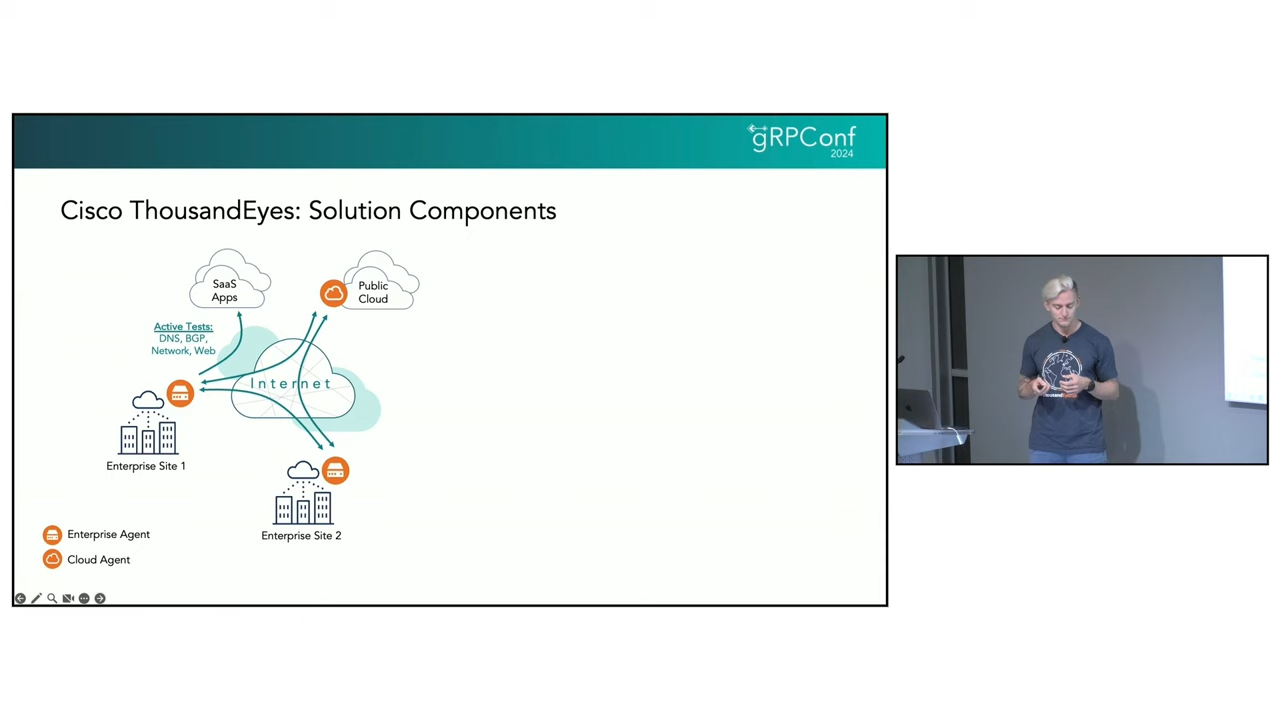 gRPConf
2024
Cisco ThousandEyes: Solution Components
SaaS
Apps
Public
Cloud
Active Tests:
DNS, BGP,
Network, Web
Internet
Enterprise Site 1
Enterprise Site 2
Enterprise Agent
Cloud Agent